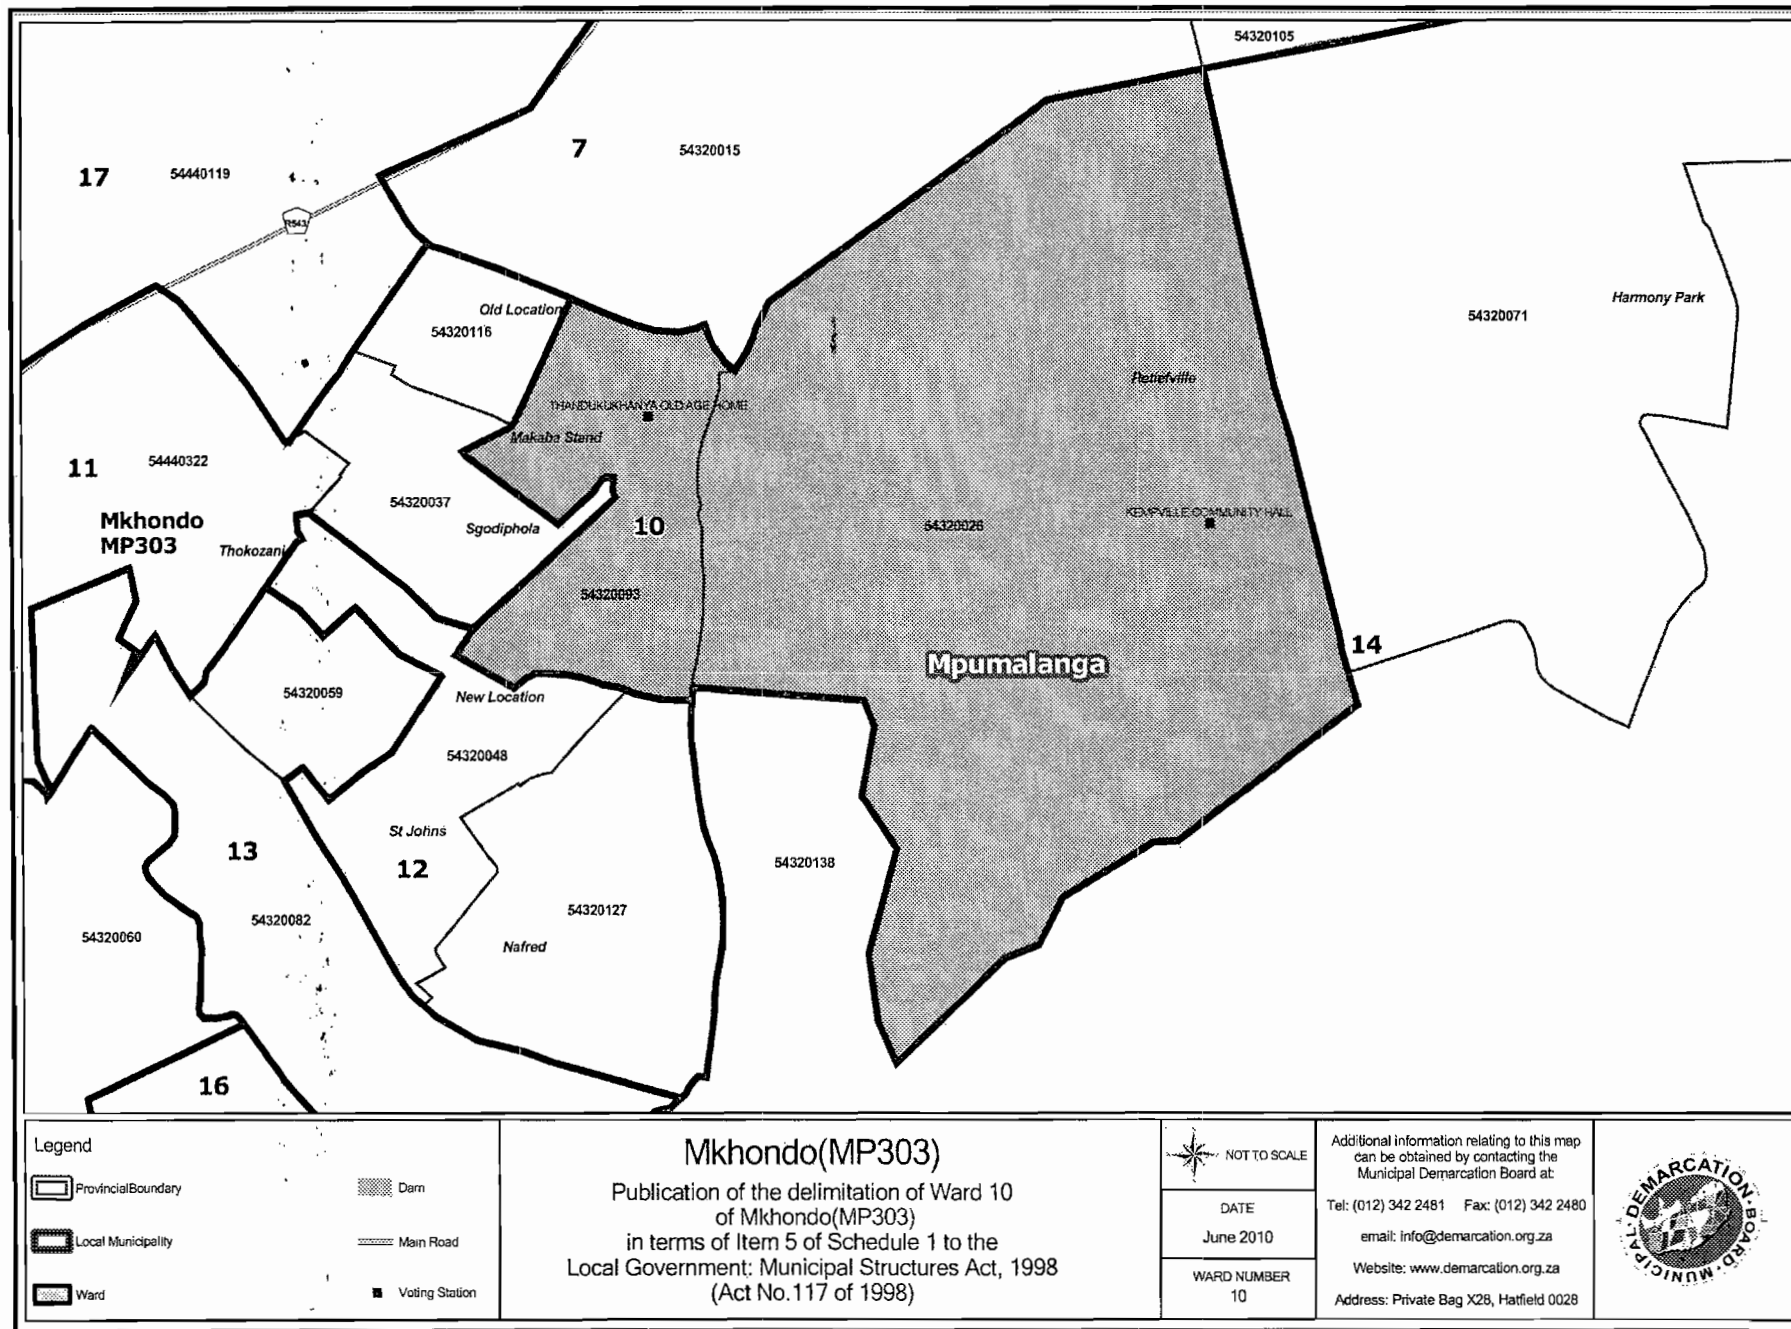 54320105
7
54320015
17
54440119
R543
Harmony Park
54320071
Old Location
54320116
Retiefville
THANDUKUKHANYA OLD AGE HOME
Makaba Stand
11
54440322
54320037
Sgodiphola
10
54320026
KEMPVILLE COMMUNITY HALL
Mkhondo
MP303
Thokozani
54320093
14
Mpumalanga
54320059
New Location
54320048
St Johns
12
13
54320138
54320127
54320082
54320060
Nafred
16
Legend
ProvincialBoundary
Dam
Local Municipality
Main Road
Ward
Voting Station
Mkhondo(MP303)
Publication of the delimitation of Ward 10
of Mkhondo(MP303)
in terms of Item 5 of Schedule 1 to the
Local Government: Municipal Structures Act, 1998
(Act No.117 of 1998)
NOT TO SCALE
DATE
June 2010
WARD NUMBER
10
Additional information relating to this map
can be obtained by contacting the
Municipal Demarcation Board at:
Tel: (012) 342 2481 Fax: (012) 342 2480
email: info@demarcation.org.za
Website: www.demarcation.org.za
Address: Private Bag X28, Hatfield 0028
MUNICIPAL DEMARCATION BOARD